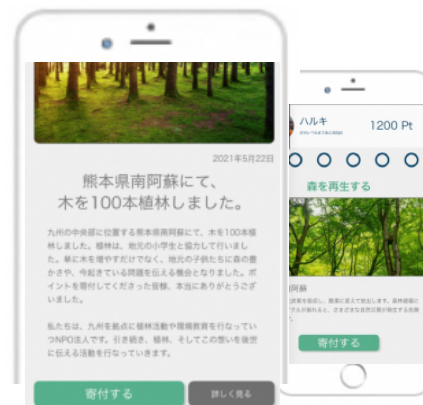 2021年5月22日
熊本県南阿蘇にて、
木を100本植林しました。
九州の中央部に位置する熊本県南阿蘇にて、木を100本植
林しました。植林は、地元の小学生と協力して行いまし
た。単に木を増やすだけでなく、地元の子供たちに森の豊
かさや、今起きている問題を伝える機会となりました。ポ
イントを寄付してくださった皆様、本当にありがとうござ
いました。
私たちは、九州を拠点に植林活動や環境教育を行なってい
つNPO法人です。引き続き、植林、そしてこの想いを後世
に伝える活動を行なっていきます。
寄付する
詳しく見る
ハルキ
1200 Pt
森を再生する
阿蘇
寄付する